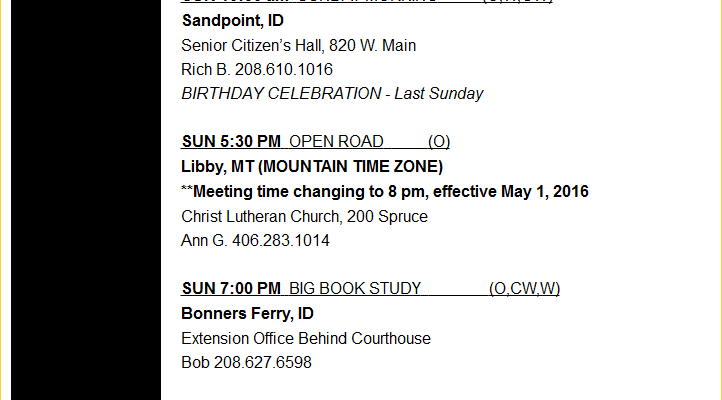 Sandpoint, ID
Senior Citizen's Hall, 820 W. Main
Rich B. 208.610.1016
BIRTHDAY CELEBRATION - Last Sunday
SUN 5:30 PM OPEN ROAD (O)
Libby, MT (MOUNTAIN TIME ZONE)
**Meeting time changing to 8 pm, effective May 1, 2016
Christ Lutheran Church, 200 Spruce
Ann G. 406.283.1014
SUN 7:00 PM BIG BOOK STUDY (O,CW,W)
Bonners Ferry, ID
Extension Office Behind Courthouse
Bob 208.627.6598